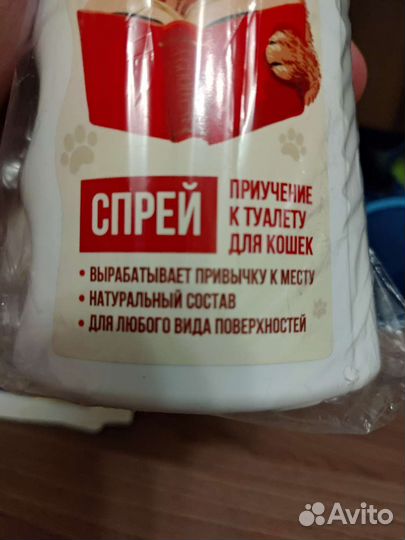 СПРЕЙ
ПРИУЧЕНИЕ
К ТУАЛЕТУ
ДЛЯ КОШЕК
• ВЫРАБАТЫВАЕТ ПРИВЫЧКУ К МЕСТУ
• НАТУРАЛЬНЫЙ СОСТАВ
• ДЛЯ ЛЮБОГО ВИДА ПОВЕРХНОСТЕЙ
Avito